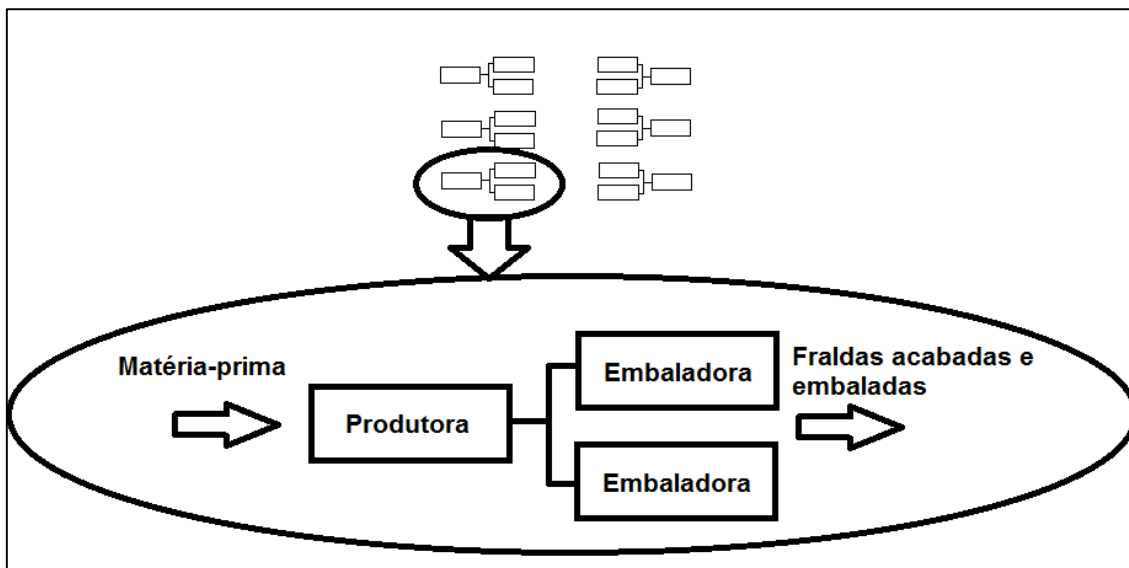 Matéria-prima
Produtora
Embaladora
Embaladora
Fraldas acabadas e
embaladas